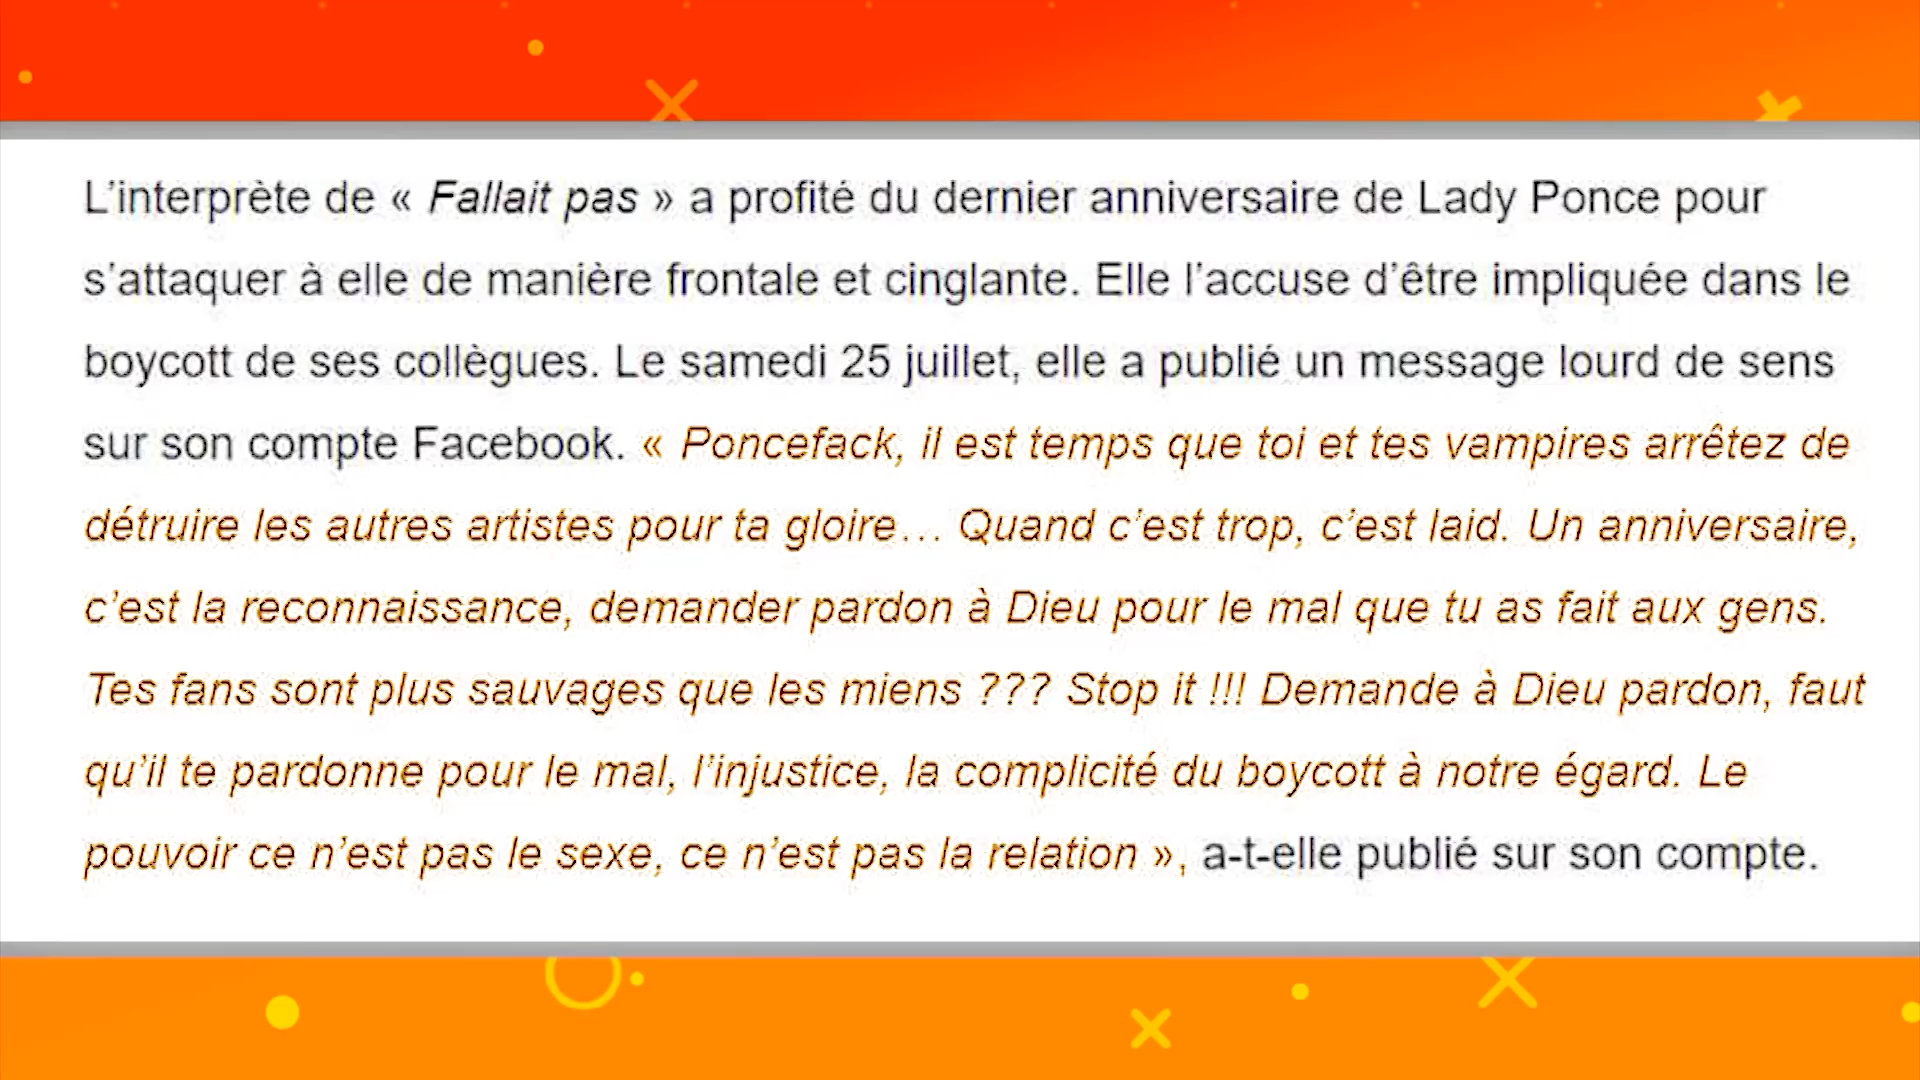 L’interprète de « Fallait pas » a profité du dernier anniversaire de Lady Ponce pour
s’attaquer à elle de manière frontale et cinglante. Elle l’accuse d’être impliquée dans le
boycott de ses collègues. Le samedi 25 juillet, elle a publié un message lourd de sens
sur son compte Facebook. « Poncefack, il est temps que toi et tes vampires arrêtez de
détruire les autres artistes pour ta gloire… Quand c’est trop, c’est laid. Un anniversaire,
c’est la reconnaissance, demander pardon à Dieu pour le mal que tu as fait aux gens.
Tes fans sont plus sauvages que les miens ??? Stop it !!! Demande à Dieu pardon, faut
qu’il te pardonne pour le mal, l’injustice, la complicité du boycott à notre égard. Le
pouvoir ce n’est pas le sexe, ce n’est pas la relation », a-t-elle publié sur son compte.